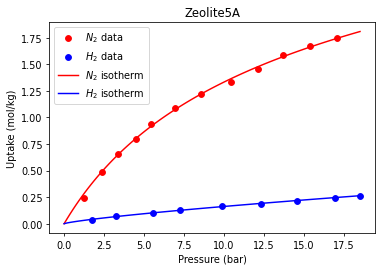 Zeolite5A
N₂ data
H₂ data
N₂ isotherm
H₂ isotherm
Uptake (mol/kg)
1.75
1.50
1.25
1.00
0.75
0.50
0.25
0.00
0.0 2.5 5.0 7.5 10.0 12.5 15.0 17.5
Pressure (bar)